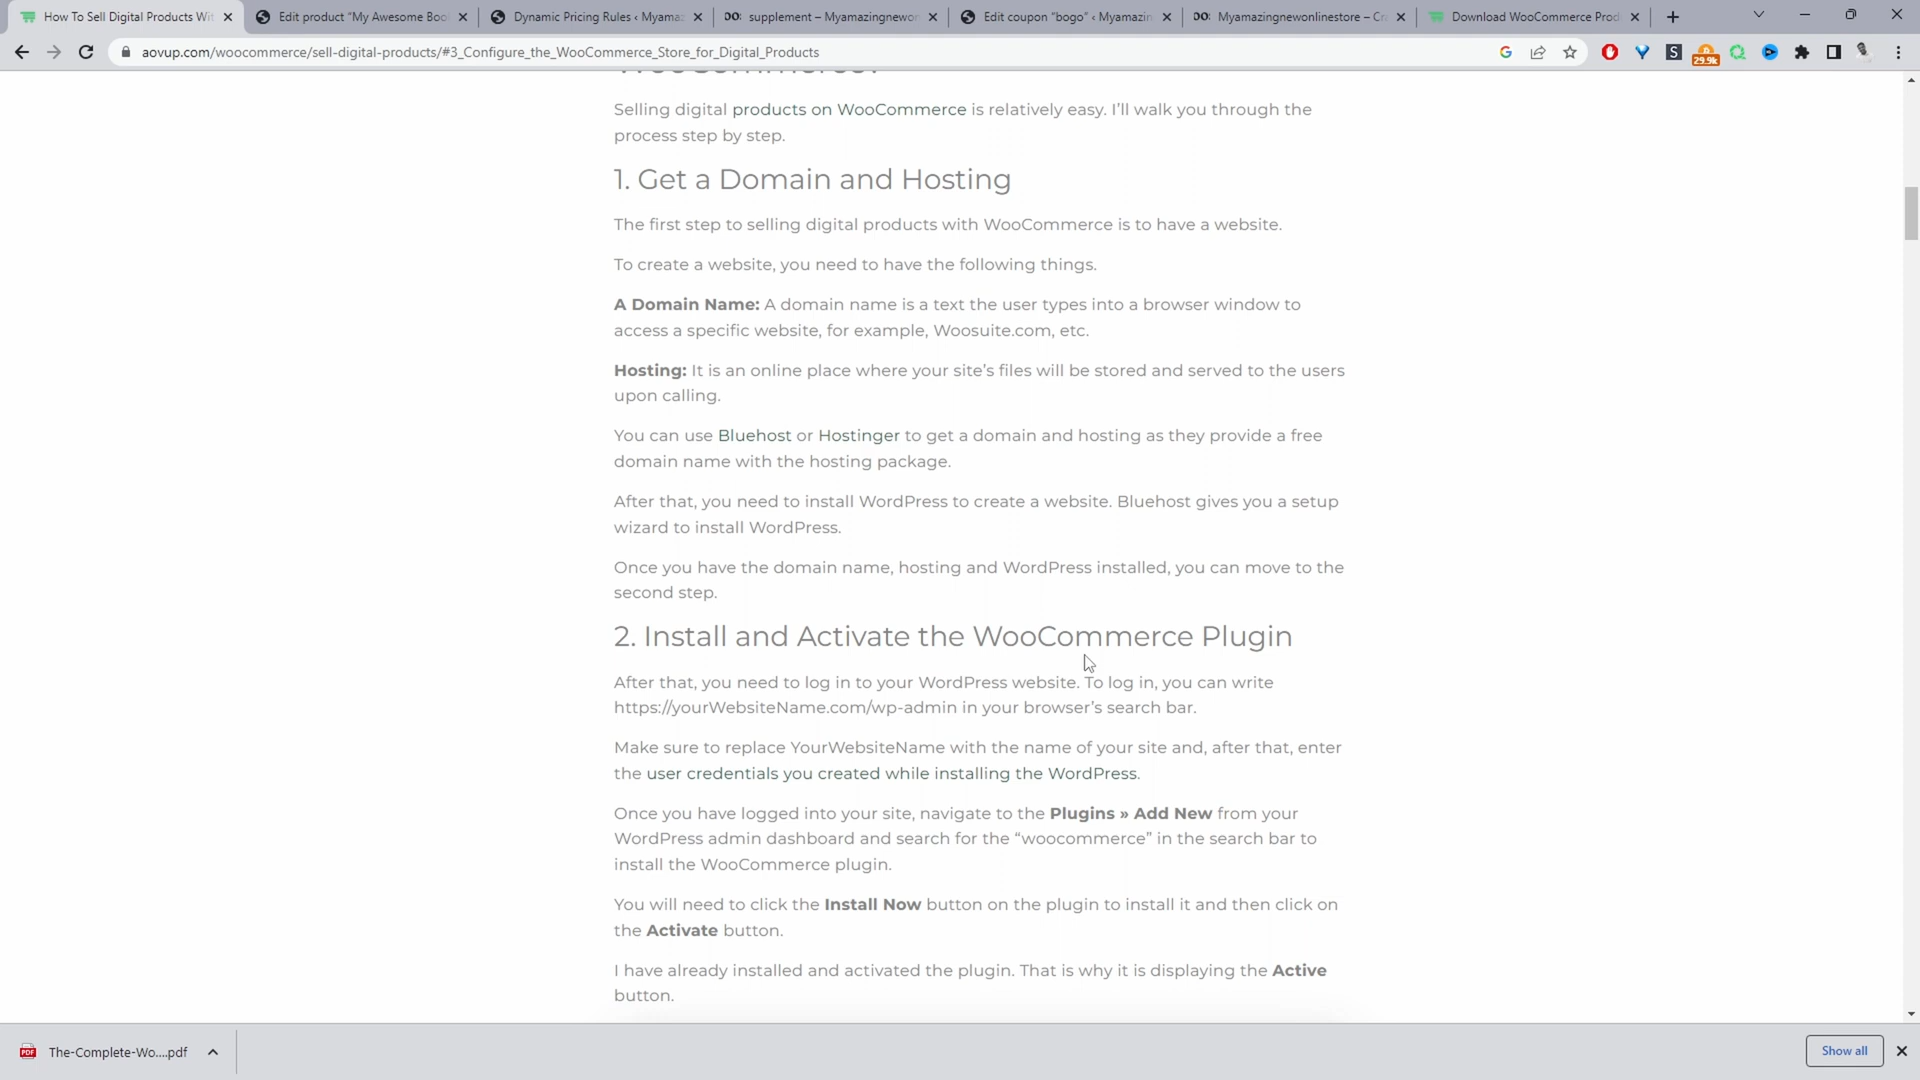 How To Sell Digital Products Wit
Edit product "My Awesome Boo
Dynamic Pricing Rules ‹ Myamaz
supplement – Myamazingnewon
Edit coupon "bogo" ‹ Myamazin
Myamazingnewonlinestore – Cra
Download WooCommerce Prod
aovup.com/woocommerce/sell-digital-products/#3_Configure_the_WooCommerce_Store_for_Digital_Products
29.9k
WooCommerce?
Selling digital products on WooCommerce is relatively easy. I'll walk you through the
process step by step.
1. Get a Domain and Hosting
The first step to selling digital products with WooCommerce is to have a website.
To create a website, you need to have the following things.
A Domain Name: A domain name is a text the user types into a browser window to
access a specific website, for example, Woosuite.com, etc.
Hosting: It is an online place where your site's files will be stored and served to the users
upon calling.
You can use Bluehost or Hostinger to get a domain and hosting as they provide a free
domain name with the hosting package.
After that, you need to install WordPress to create a website. Bluehost gives you a setup
wizard to install WordPress.
Once you have the domain name, hosting and WordPress installed, you can move to the
second step.
2. Install and Activate the WooCommerce Plugin
After that, you need to log in to your WordPress website. To log in, you can write
https://yourWebsiteName.com/wp-admin in your browser's search bar.
Make sure to replace YourWebsiteName with the name of your site and, after that, enter
the user credentials you created while installing the WordPress.
Once you have logged into your site, navigate to the Plugins » Add New from your
WordPress admin dashboard and search for the "woocommerce" in the search bar to
install the WooCommerce plugin.
You will need to click the Install Now button on the plugin to install it and then click on
the Activate button.
I have already installed and activated the plugin. That is why it is displaying the Active
button.
The-Complete-Wo....pdf
Show all